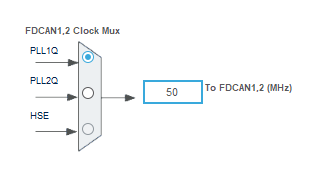 FDCAN1,2 Clock Mux
PLL1Q
PLL2Q
50 To FDCAN1,2 (MHz)
HSE